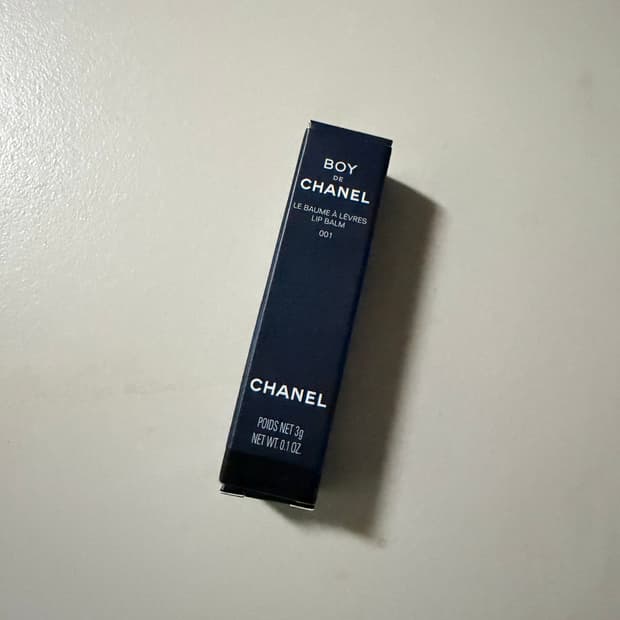 BOY
DE
CHANEL
LE BAUME À LÈVRES
LIP BALM
001
CHANEL
POIDS NET 3g
NET WT. 0.1 OZ.